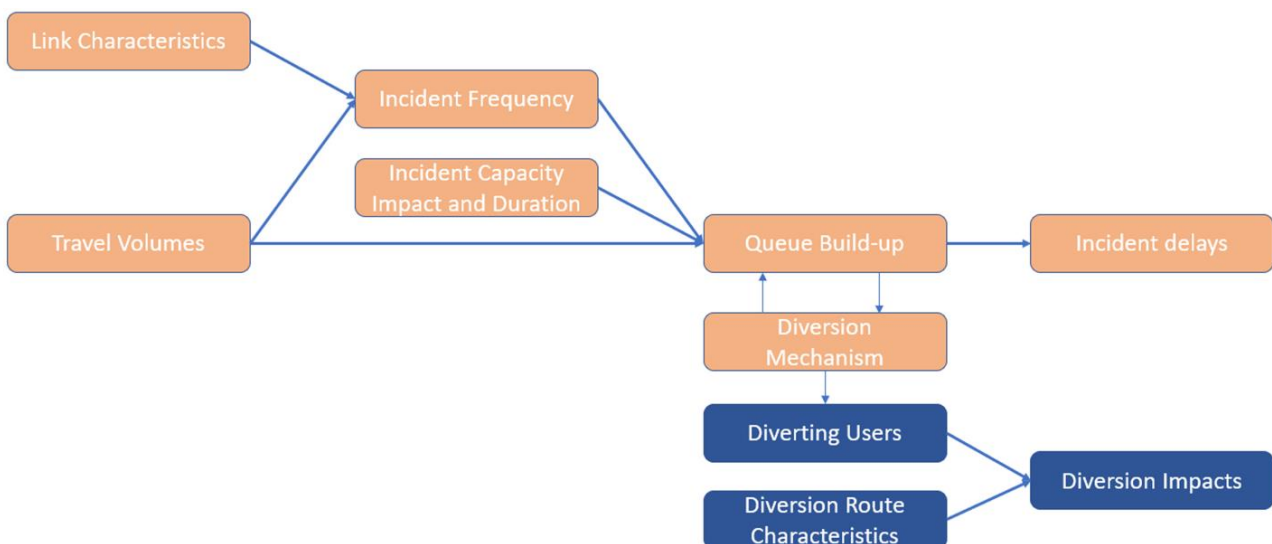 Link Characteristics
Incident Frequency
Incident Capacity
Impact and Duration
Travel Volumes
Queue Build-up
Incident delays
Diversion
Mechanism
Diverting Users
Diversion Impacts
Diversion Route
Characteristics